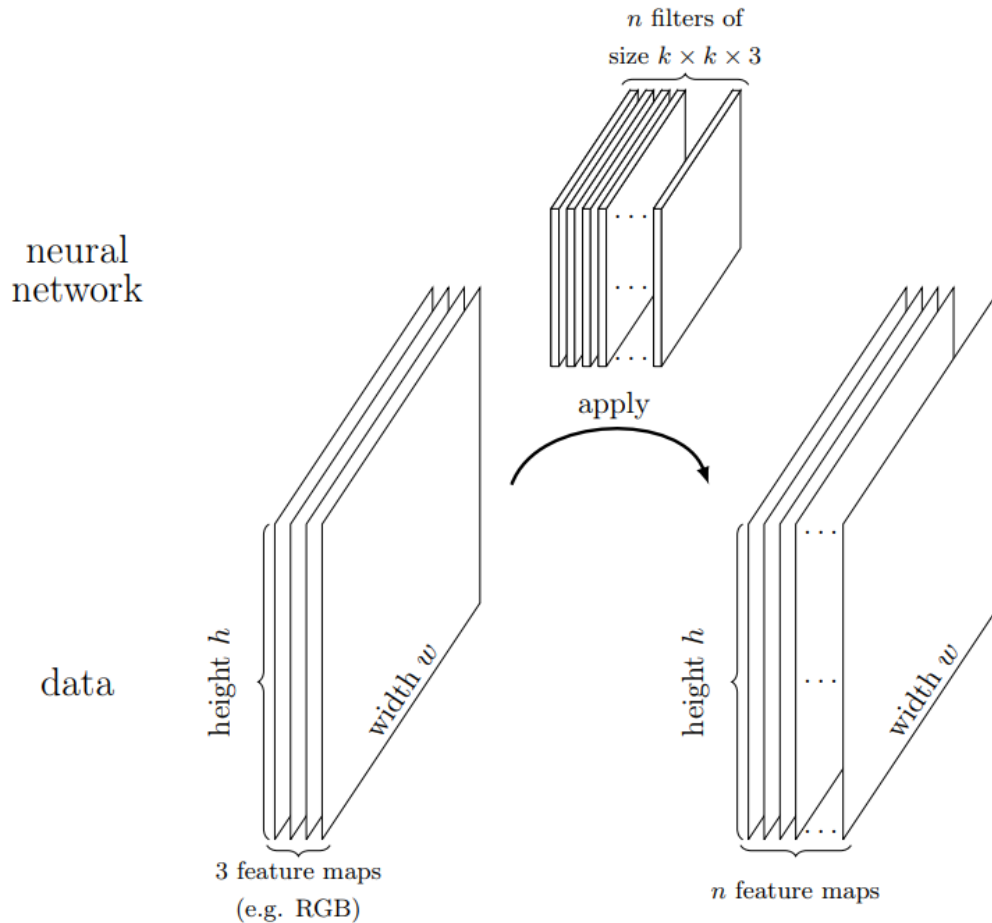 n filters of
size k × k × 3
. . .
neural
network
. . .
. . .
apply
. . .
height h
width w
data
height h
. . .
width w
. . .
3 feature maps
(e.g. RGB)
n feature maps